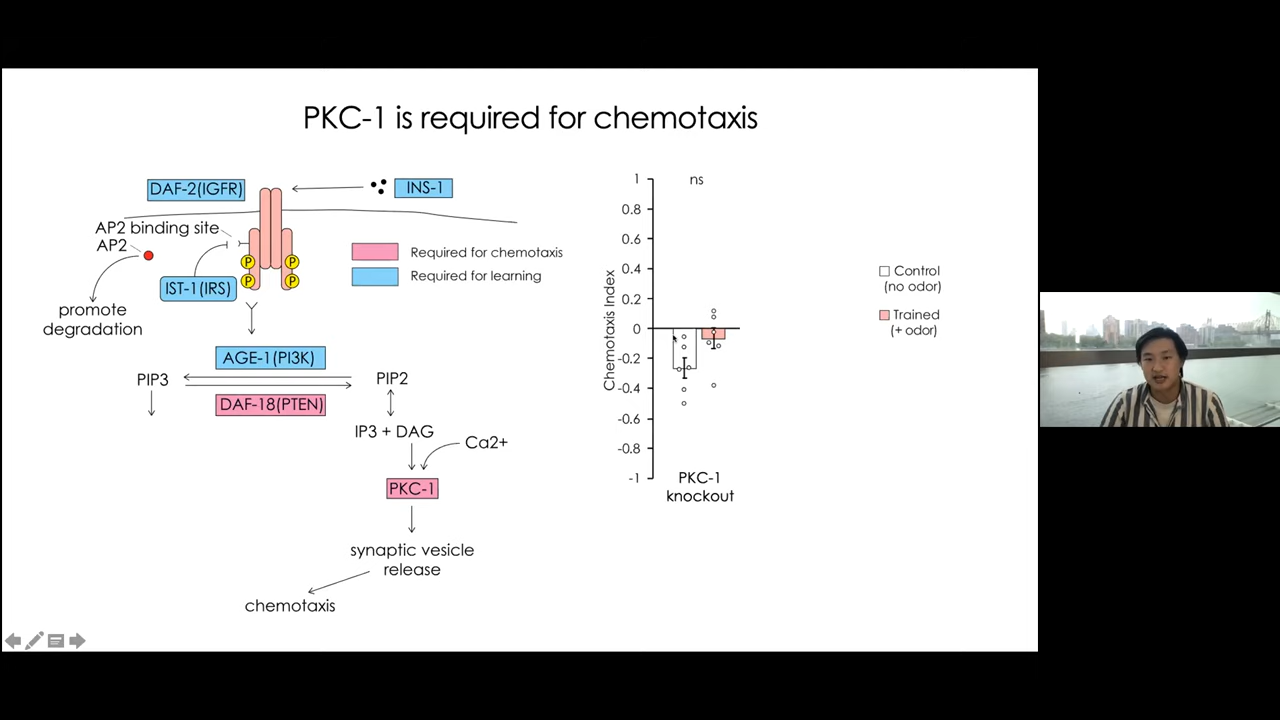 PKC-1 is required for chemotaxis
DAF-2(IGFR)
INS-1
AP2 binding site
AP2
P
P
P
P
IST-1(IRS)
promote
degradation
Required for chemotaxis
Required for learning
AGE-1(PI3K)
PIP3
PIP2
DAF-18(PTEN)
IP3 + DAG
Ca2+
PKC-1
synaptic vesicle
release
chemotaxis
ns
Chemotaxis Index
1
0.8
0.6
0.4
0.2
0
-0.2
-0.4
-0.6
-0.8
-1
PKC-1
knockout
Control
(no odor)
Trained
(+ odor)